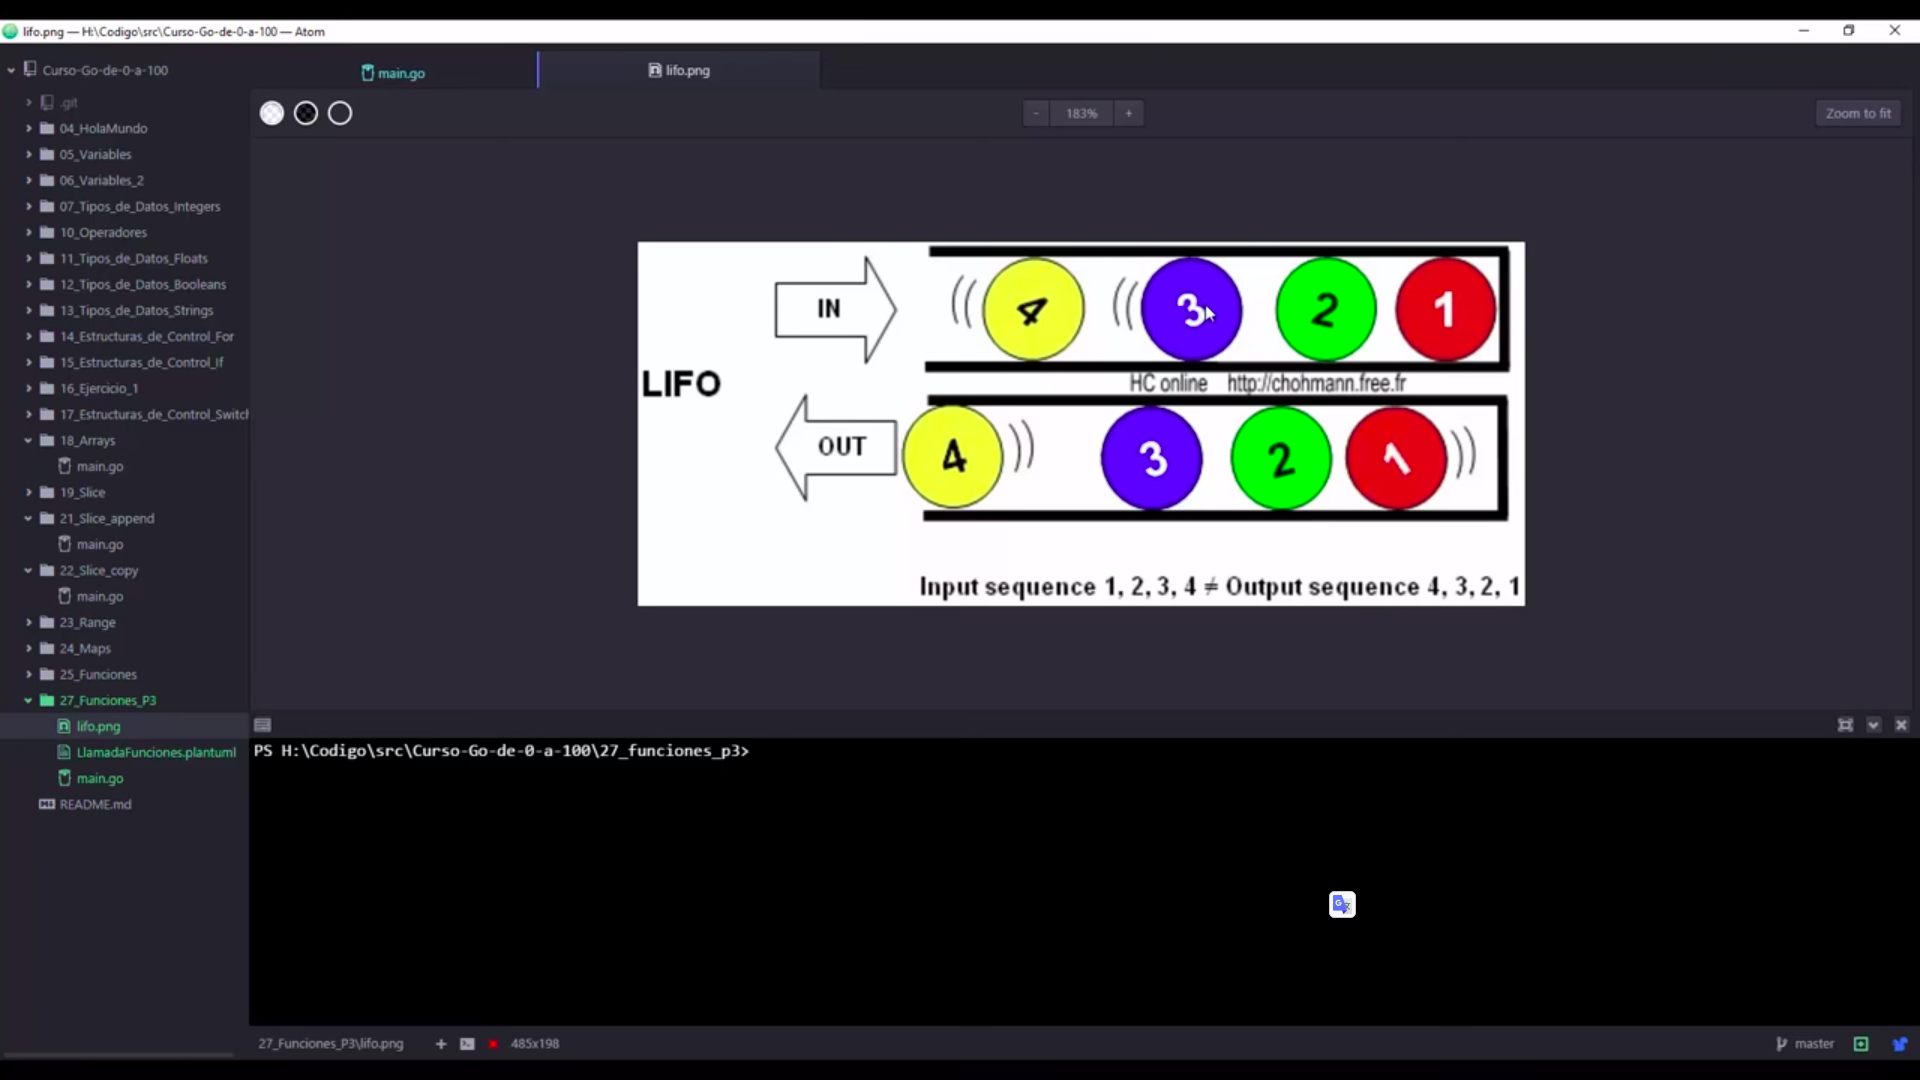 lifo.png — H:\Codigo\src\Curso-Go-de-0-a-100 — Atom
Curso-Go-de-0-a-100
main.go
lifo.png
.git
04_HolaMundo
05_Variables
06_Variables_2
07_Tipos_de_Datos_Integers
10_Operadores
11_Tipos_de_Datos_Floats
12_Tipos_de_Datos_Booleans
13_Tipos_de_Datos_Strings
14_Estructuras_de_Control_For
15_Estructuras_de_Control_If
16_Ejercicio_1
17_Estructuras_de_Control_Switch
18_Arrays
main.go
19_Slice
21_Slice_append
main.go
22_Slice_copy
main.go
23_Range
24_Maps
25_Funciones
27_Funciones_P3
lifo.png
LlamadaFunciones.plantuml
main.go
README.md
- 183% +
Zoom to fit
IN
4 3 2 1
LIFO
HC online http://chohmann.free.fr
OUT
4 3 2 1
Input sequence 1, 2, 3, 4 ≠ Output sequence 4, 3, 2, 1
PS H:\Codigo\src\Curso-Go-de-0-a-100\27_funciones_p3>
27_Funciones_P3\lifo.png
485x198
master